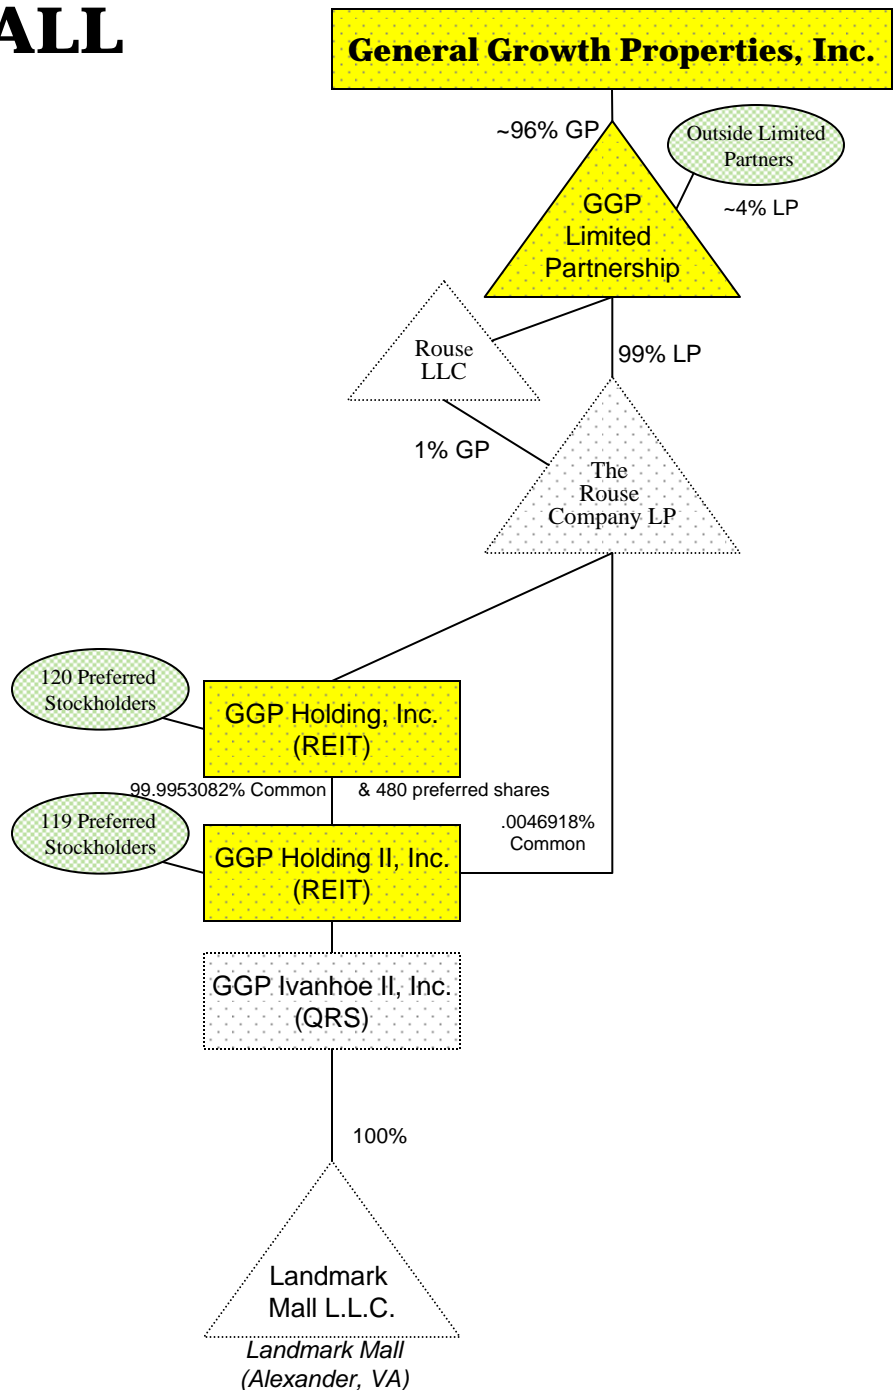 ALL
General Growth Properties, Inc.
~96% GP
Outside Limited
Partners
~4% LP
GGP
Limited
Partnership
Rouse
LLC
99% LP
1% GP
The
Rouse
Company LP
120 Preferred
Stockholders
GGP Holding, Inc.
(REIT)
99.9953082% Common & 480 preferred shares
119 Preferred
Stockholders
.0046918%
Common
GGP Holding II, Inc.
(REIT)
GGP Ivanhoe II, Inc.
(QRS)
100%
Landmark
Mall L.L.C.
Landmark Mall
(Alexander, VA)